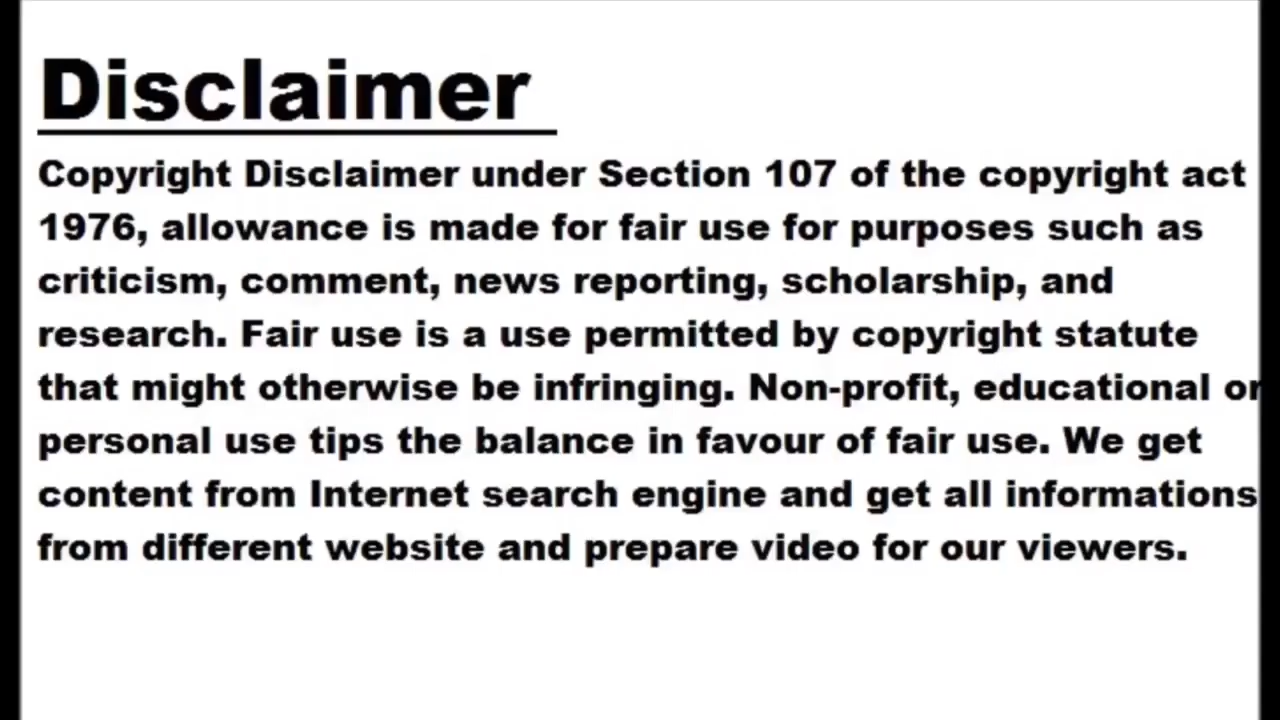 Disclaimer
Copyright Disclaimer under Section 107 of the copyright act
1976, allowance is made for fair use for purposes such as
criticism, comment, news reporting, scholarship, and
research. Fair use is a use permitted by copyright statute
that might otherwise be infringing. Non-profit, educational or
personal use tips the balance in favour of fair use. We get
content from Internet search engine and get all informations
from different website and prepare video for our viewers.